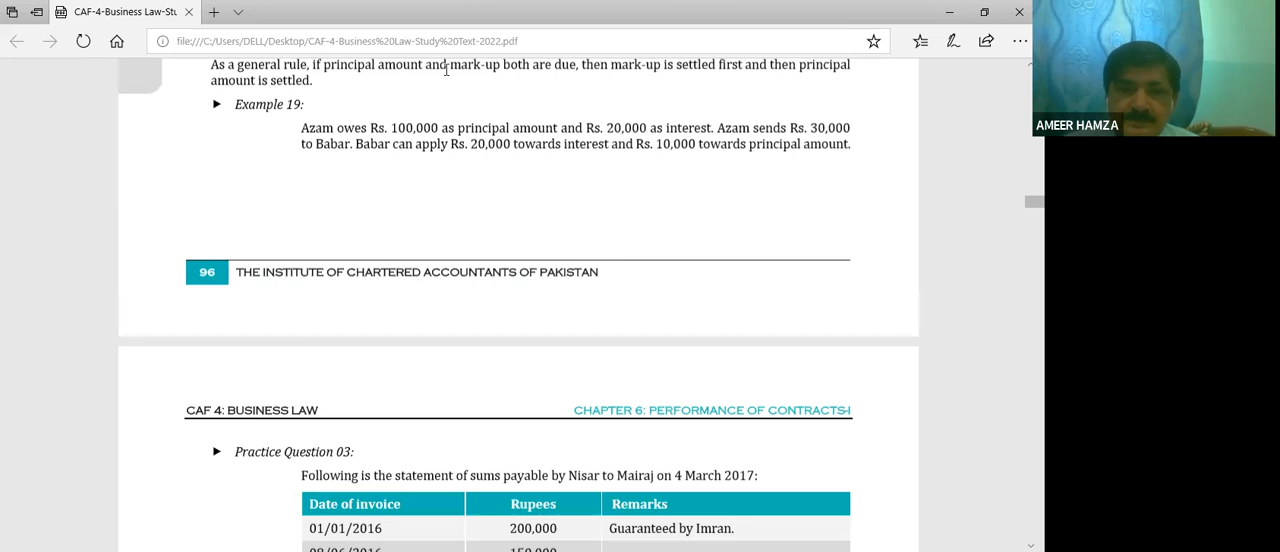 CAF-4-Business Law-Stu
file:///C:/Users/DELL/Desktop/CAF-4-Business%20Law-Study%20Text-2022.pdf
AMEER HAMZA
As a general rule, if principal amount and mark-up both are due, then mark-up is settled first and then principal
amount is settled.
Example 19:
Azam owes Rs. 100,000 as principal amount and Rs. 20,000 as interest. Azam sends Rs. 30,000
to Babar. Babar can apply Rs. 20,000 towards interest and Rs. 10,000 towards principal amount.
96 THE INSTITUTE OF CHARTERED ACCOUNTANTS OF PAKISTAN
CAF 4: BUSINESS LAW CHAPTER 6: PERFORMANCE OF CONTRACTS-I
Practice Question 03:
Following is the statement of sums payable by Nisar to Mairaj on 4 March 2017:
Date of invoice Rupees Remarks
01/01/2016 200,000 Guaranteed by Imran.
08/06/2016 150,000